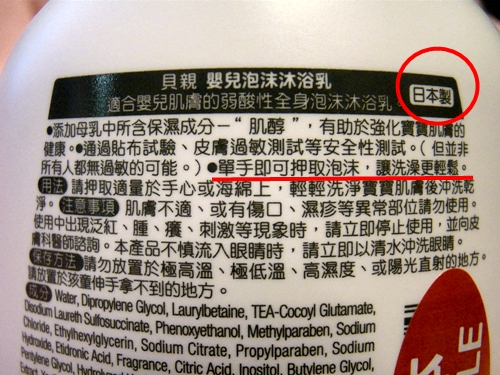 貝親 嬰兒泡沫沐浴乳
日本製
適合嬰兒肌膚的弱酸性全身泡沫沐浴乳
●添加母乳中所含保濕成分–“ 肌醇 ”, 有助於強化寶寶肌膚的
健康。●通過貼布試驗、皮膚過敏測試等安全性測試。( 但並非
所有人都無過敏的可能。) ●單手即可押取泡沫, 讓洗澡更輕鬆。
用法 請押取適量於手心或海綿上, 輕輕洗淨寶寶肌膚後沖洗乾
淨。 注意事項 肌膚不適、或有傷口、濕疹等異常部位請勿使用。
使用中出現泛紅、腫、癢、刺激等現象時, 請立即停止使用, 並向皮
膚科醫師諮詢。本產品不慎流入眼睛時, 請立即以清水沖洗眼睛。
保存方法 請勿放置於極高溫、極低溫、高濕度、或陽光直射的地方。
請放置於孩童伸手拿不到的地方。
成分 Water, Dipropylene Glycol, Laurylbetaine, TEA-Cocoyl Glutamate,
Disodium Laureth Sulfosuccinate, Phenoxyethanol, Methylparaben, Sodium
Chloride, Ethylhexylglycerin, Sodium Citrate, Propylparaben, Sodium
Hydroxide, Etidronic Acid, Fragrance, Citric Acid, Inositol, Butylene Glycol,
Pentylene Glycol,